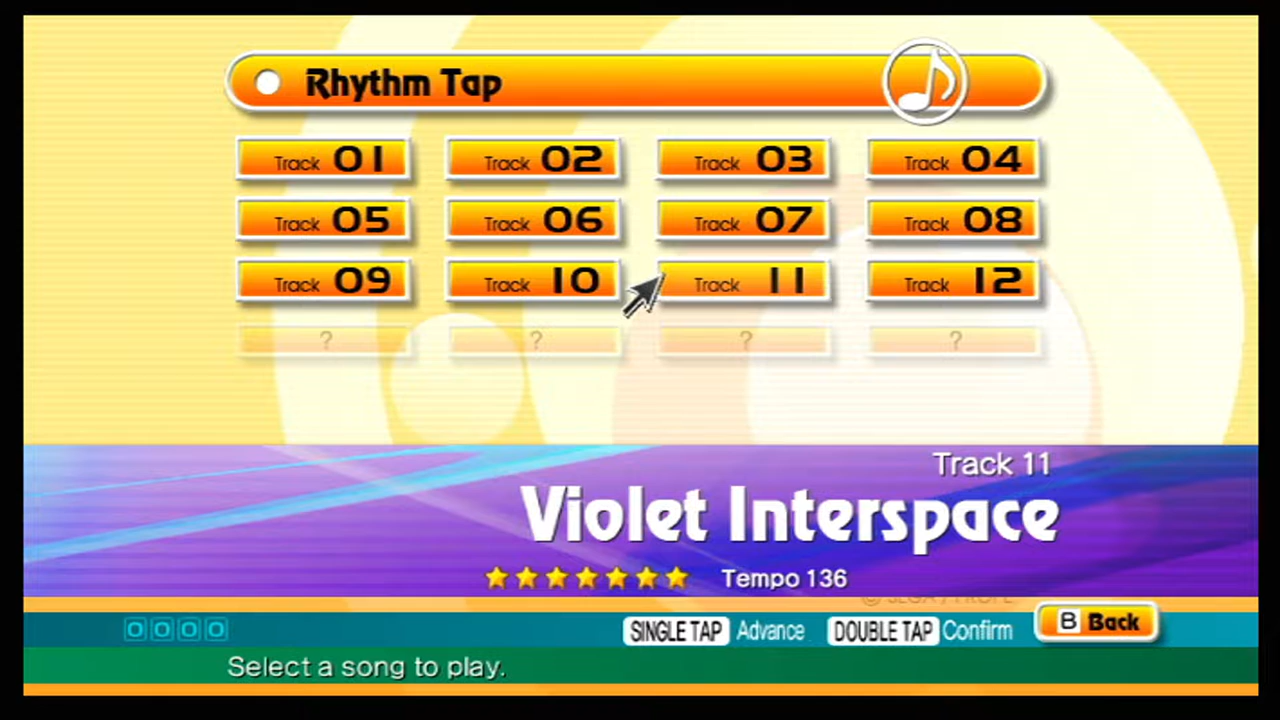 Rhythm Tap
Track 01 Track 02 Track 03 Track 04
Track 05 Track 06 Track 07 Track 08
Track 09 Track 10 Track 11 Track 12
? ? ? ?
Track 11
Violet Interspace
Tempo 136
SINGLE TAP Advance DOUBLE TAP Confirm B Back
Select a song to play.